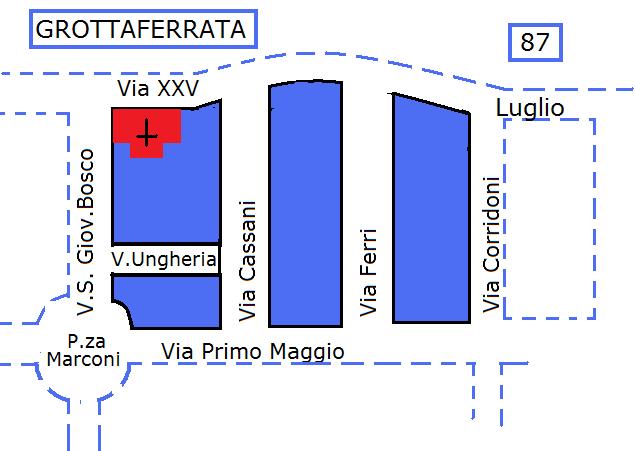 GROTTAFERRATA
87
Via XXV
Luglio
V.S. Giov.Bosco
V.Ungheria
Via Cassani
Via Ferri
Via Corridoni
P.za
Marconi
Via Primo Maggio